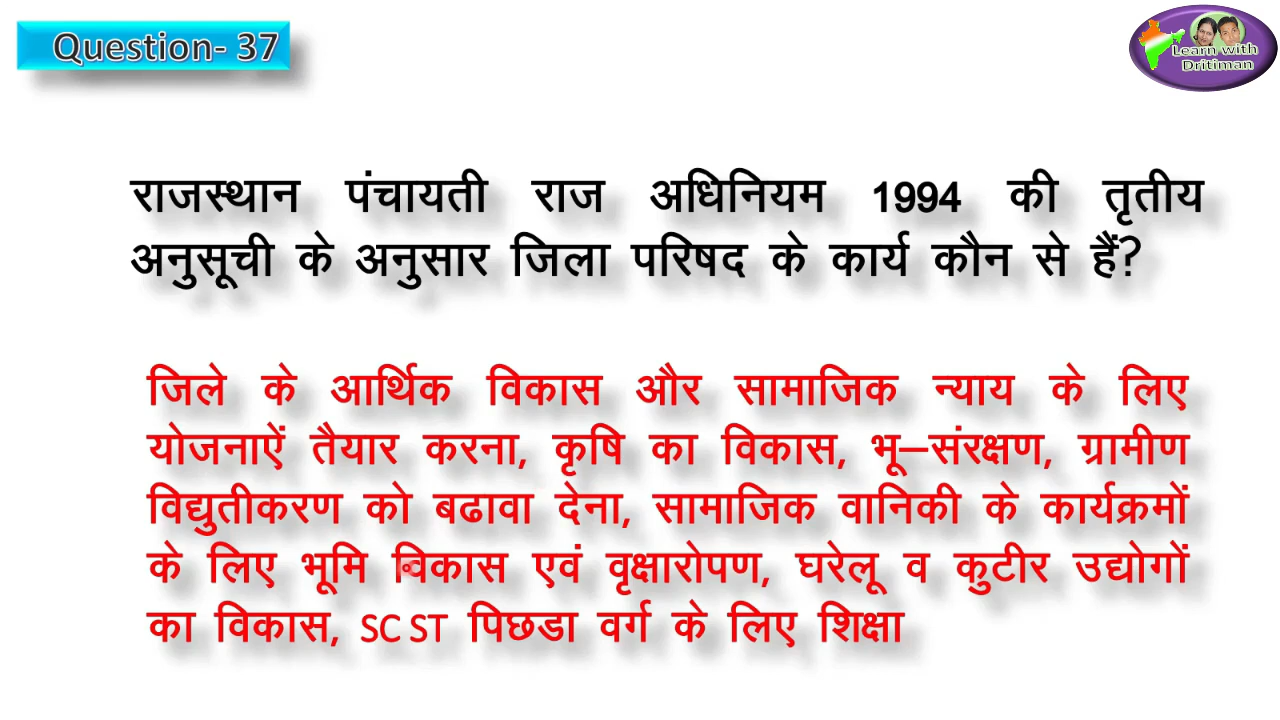 Question- 37
Learn with
Dritiman
राजस्थान पंचायती राज अधिनियम 1994 की तृतीय
अनुसूची के अनुसार जिला परिषद के कार्य कौन से हैं?
जिले के आर्थिक विकास और सामाजिक न्याय के लिए
योजनाऐं तैयार करना, कृषि का विकास, भू–संरक्षण, ग्रामीण
विद्युतीकरण को बढावा देना, सामाजिक वानिकी के कार्यक्रमों
के लिए भूमि विकास एवं वृक्षारोपण, घरेलू व कुटीर उद्योगों
का विकास, SC ST पिछडा वर्ग के लिए शिक्षा